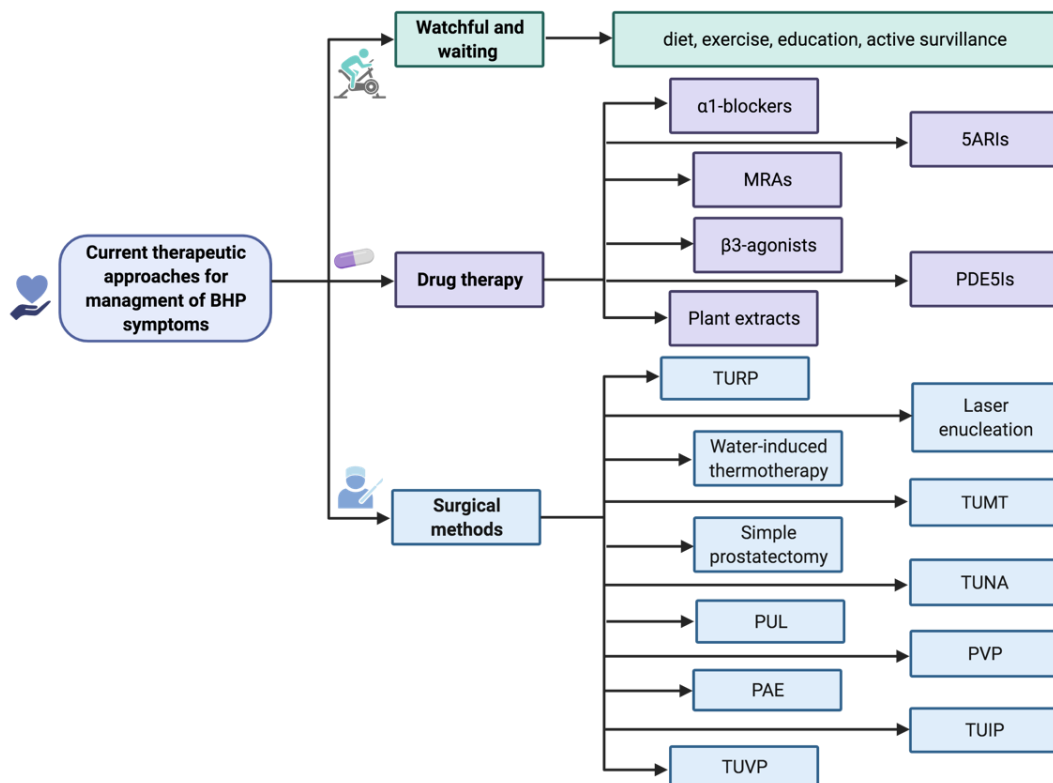 Watchful and
waiting
diet, exercise, education, active survillance
α1-blockers
5ARIs
MRAs
β3-agonists
Current therapeutic
approaches for
managment of BHP
symptoms
Drug therapy
PDE5Is
Plant extracts
TURP
Laser
enucleation
Water-induced
thermotherapy
Surgical
methods
TUMT
Simple
prostatectomy
TUNA
PUL
PVP
PAE
TUIP
TUVP